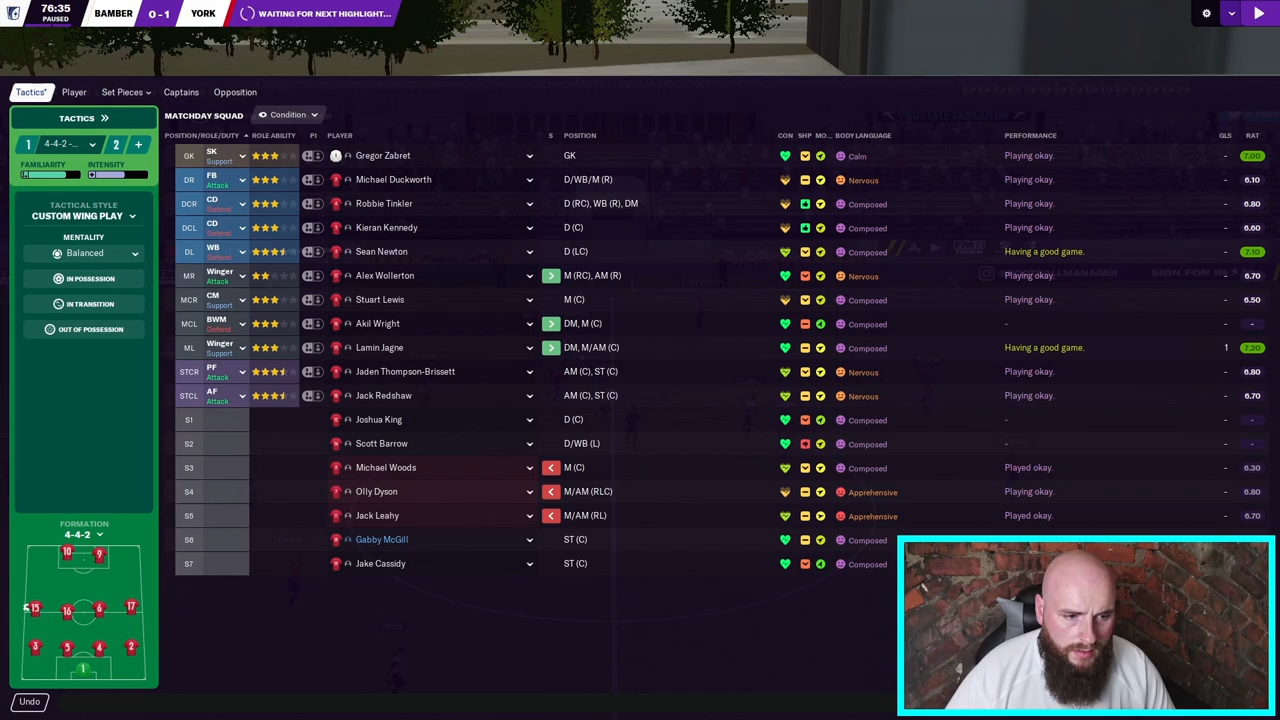 76:35
PAUSED
BAMBER 0 - 1 YORK
WAITING FOR NEXT HIGHLIGHT...
Tactics* Player Set Pieces Captains Opposition
TACTICS
1 4-4-2 -... 2 +
FAMILIARITY INTENSITY
TACTICAL STYLE
CUSTOM WING PLAY
MENTALITY
Balanced
IN POSSESSION
IN TRANSITION
OUT OF POSSESSION
FORMATION
4-4-2
10 9
15 16 6 17
3 5 4 2
1
Undo
MATCHDAY SQUAD Condition
POSITION/ROLE/DUTY ROLE ABILITY PI PLAYER S POSITION CON SHP MO... BODY LANGUAGE PERFORMANCE GLS RAT
GK SK Support Gregor Zabret GK Calm Playing okay. - 7.00
DR FB Attack Michael Duckworth D/WB/M (R) Nervous Playing okay. - 6.10
DCR CD Defend Robbie Tinkler D (RC), WB (R), DM Composed Playing okay. - 6.80
DCL CD Defend Kieran Kennedy D (C) Composed Playing okay. - 6.60
DL WB Defend Sean Newton D (LC) Composed Having a good game. - 7.10
MR Winger Attack Alex Wollerton M (RC), AM (R) Nervous Playing okay. - 6.70
MCR CM Support Stuart Lewis M (C) Composed Playing okay. - 6.50
MCL BWM Defend Akil Wright DM, M (C) Composed - - -
ML Winger Support Lamin Jagne DM, M/AM (C) Composed Having a good game. 1 7.20
STCR PF Attack Jaden Thompson-Brissett AM (C), ST (C) Nervous Playing okay. - 6.80
STCL AF Attack Jack Redshaw AM (C), ST (C) Nervous Playing okay. - 6.70
S1 Joshua King D (C) Composed - - -
S2 Scott Barrow D/WB (L) Composed - - -
S3 Michael Woods M (C) Composed Played okay. - 6.30
S4 Olly Dyson M/AM (RLC) Apprehensive Playing okay. - 6.80
S5 Jack Leahy M/AM (RL) Apprehensive Played okay. - 6.70
S6 Gabby McGill ST (C) Composed
S7 Jake Cassidy ST (C) Composed